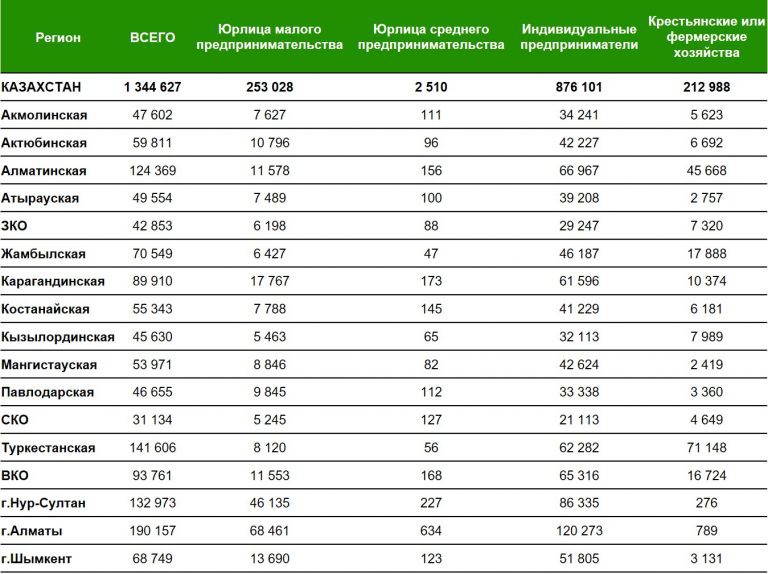 Регион ВСЕГО Юрлица малого предпринимательства Юрлица среднего предпринимательства Индивидуальные предприниматели Крестьянские или фермерские хозяйства
КАЗАХСТАН 1 344 627 253 028 2 510 876 101 212 988
Акмолинская 47 602 7 627 111 34 241 5 623
Актюбинская 59 811 10 796 96 42 227 6 692
Алматинская 124 369 11 578 156 66 967 45 668
Атырауская 49 554 7 489 100 39 208 2 757
ЗКО 42 853 6 198 88 29 247 7 320
Жамбылская 70 549 6 427 47 46 187 17 888
Карагандинская 89 910 17 767 173 61 596 10 374
Костанайская 55 343 7 788 145 41 229 6 181
Кызылординская 45 630 5 463 65 32 113 7 989
Мангистауская 53 971 8 846 82 42 624 2 419
Павлодарская 46 655 9 845 112 33 338 3 360
СКО 31 134 5 245 127 21 113 4 649
Туркестанская 141 606 8 120 56 62 282 71 148
ВКО 93 761 11 553 168 65 316 16 724
г.Нур-Султан 132 973 46 135 227 86 335 276
г.Алматы 190 157 68 461 634 120 273 789
г.Шымкент 68 749 13 690 123 51 805 3 131